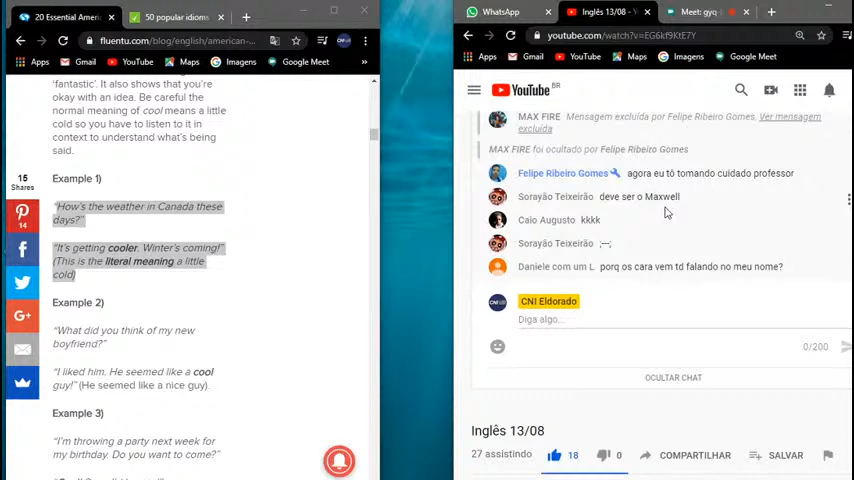 20 Essential Amer
50 popular idioms
fluentu.com/blog/english/american-...
Apps
Gmail
YouTube
Maps
Imagens
Google Meet
»
'fantastic'. It also shows that you're
okay with an idea. Be careful the
normal meaning of cool means a little
cold so you have to listen to it in
context to understand what's being
said.
Example 1)
"How's the weather in Canada these
days?"
"It's getting cooler. Winter's coming!"
(This is the literal meaning a little
cold)
Example 2)
"What did you think of my new
boyfriend?"
"I liked him. He seemed like a cool
guy!" (He seemed like a nice guy).
Example 3)
"I'm throwing a party next week for
my birthday. Do you want to come?"
15
Shares
14
WhatsApp
Inglês 13/08 -
Meet: gyq-
youtube.com/watch?v=EG6kf9KtE7Y
Apps
Gmail
YouTube
Maps
Imagens
Google Meet
YouTube BR
MAX FIRE Mensagem excluída por Felipe Ribeiro Gomes. Ver mensagem
excluída
MAX FIRE foi ocultado por Felipe Ribeiro Gomes
Felipe Ribeiro Gomes agora eu tô tomando cuidado professor
Sorayão Teixeirão deve ser o Maxwell
Caio Augusto kkkk
Sorayão Teixeirão ;---;
Daniele com um L porq os cara vem td falando no meu nome?
CNI Eldorado
Diga algo...
0/200
OCULTAR CHAT
Inglês 13/08
27 assistindo
18
0
COMPARTILHAR
SALVAR